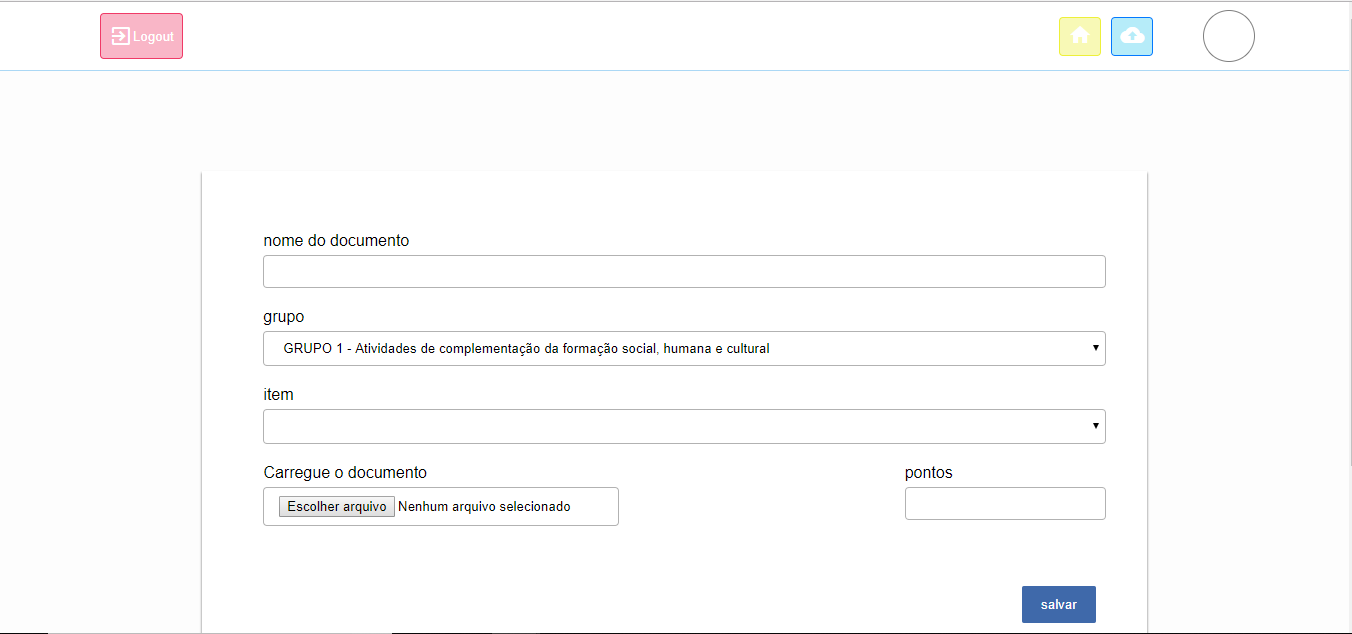 Logout
nome do documento
grupo
GRUPO 1 - Atividades de complementação da formação social, humana e cultural
item
Carregue o documento
pontos
Escolher arquivo Nenhum arquivo selecionado
salvar